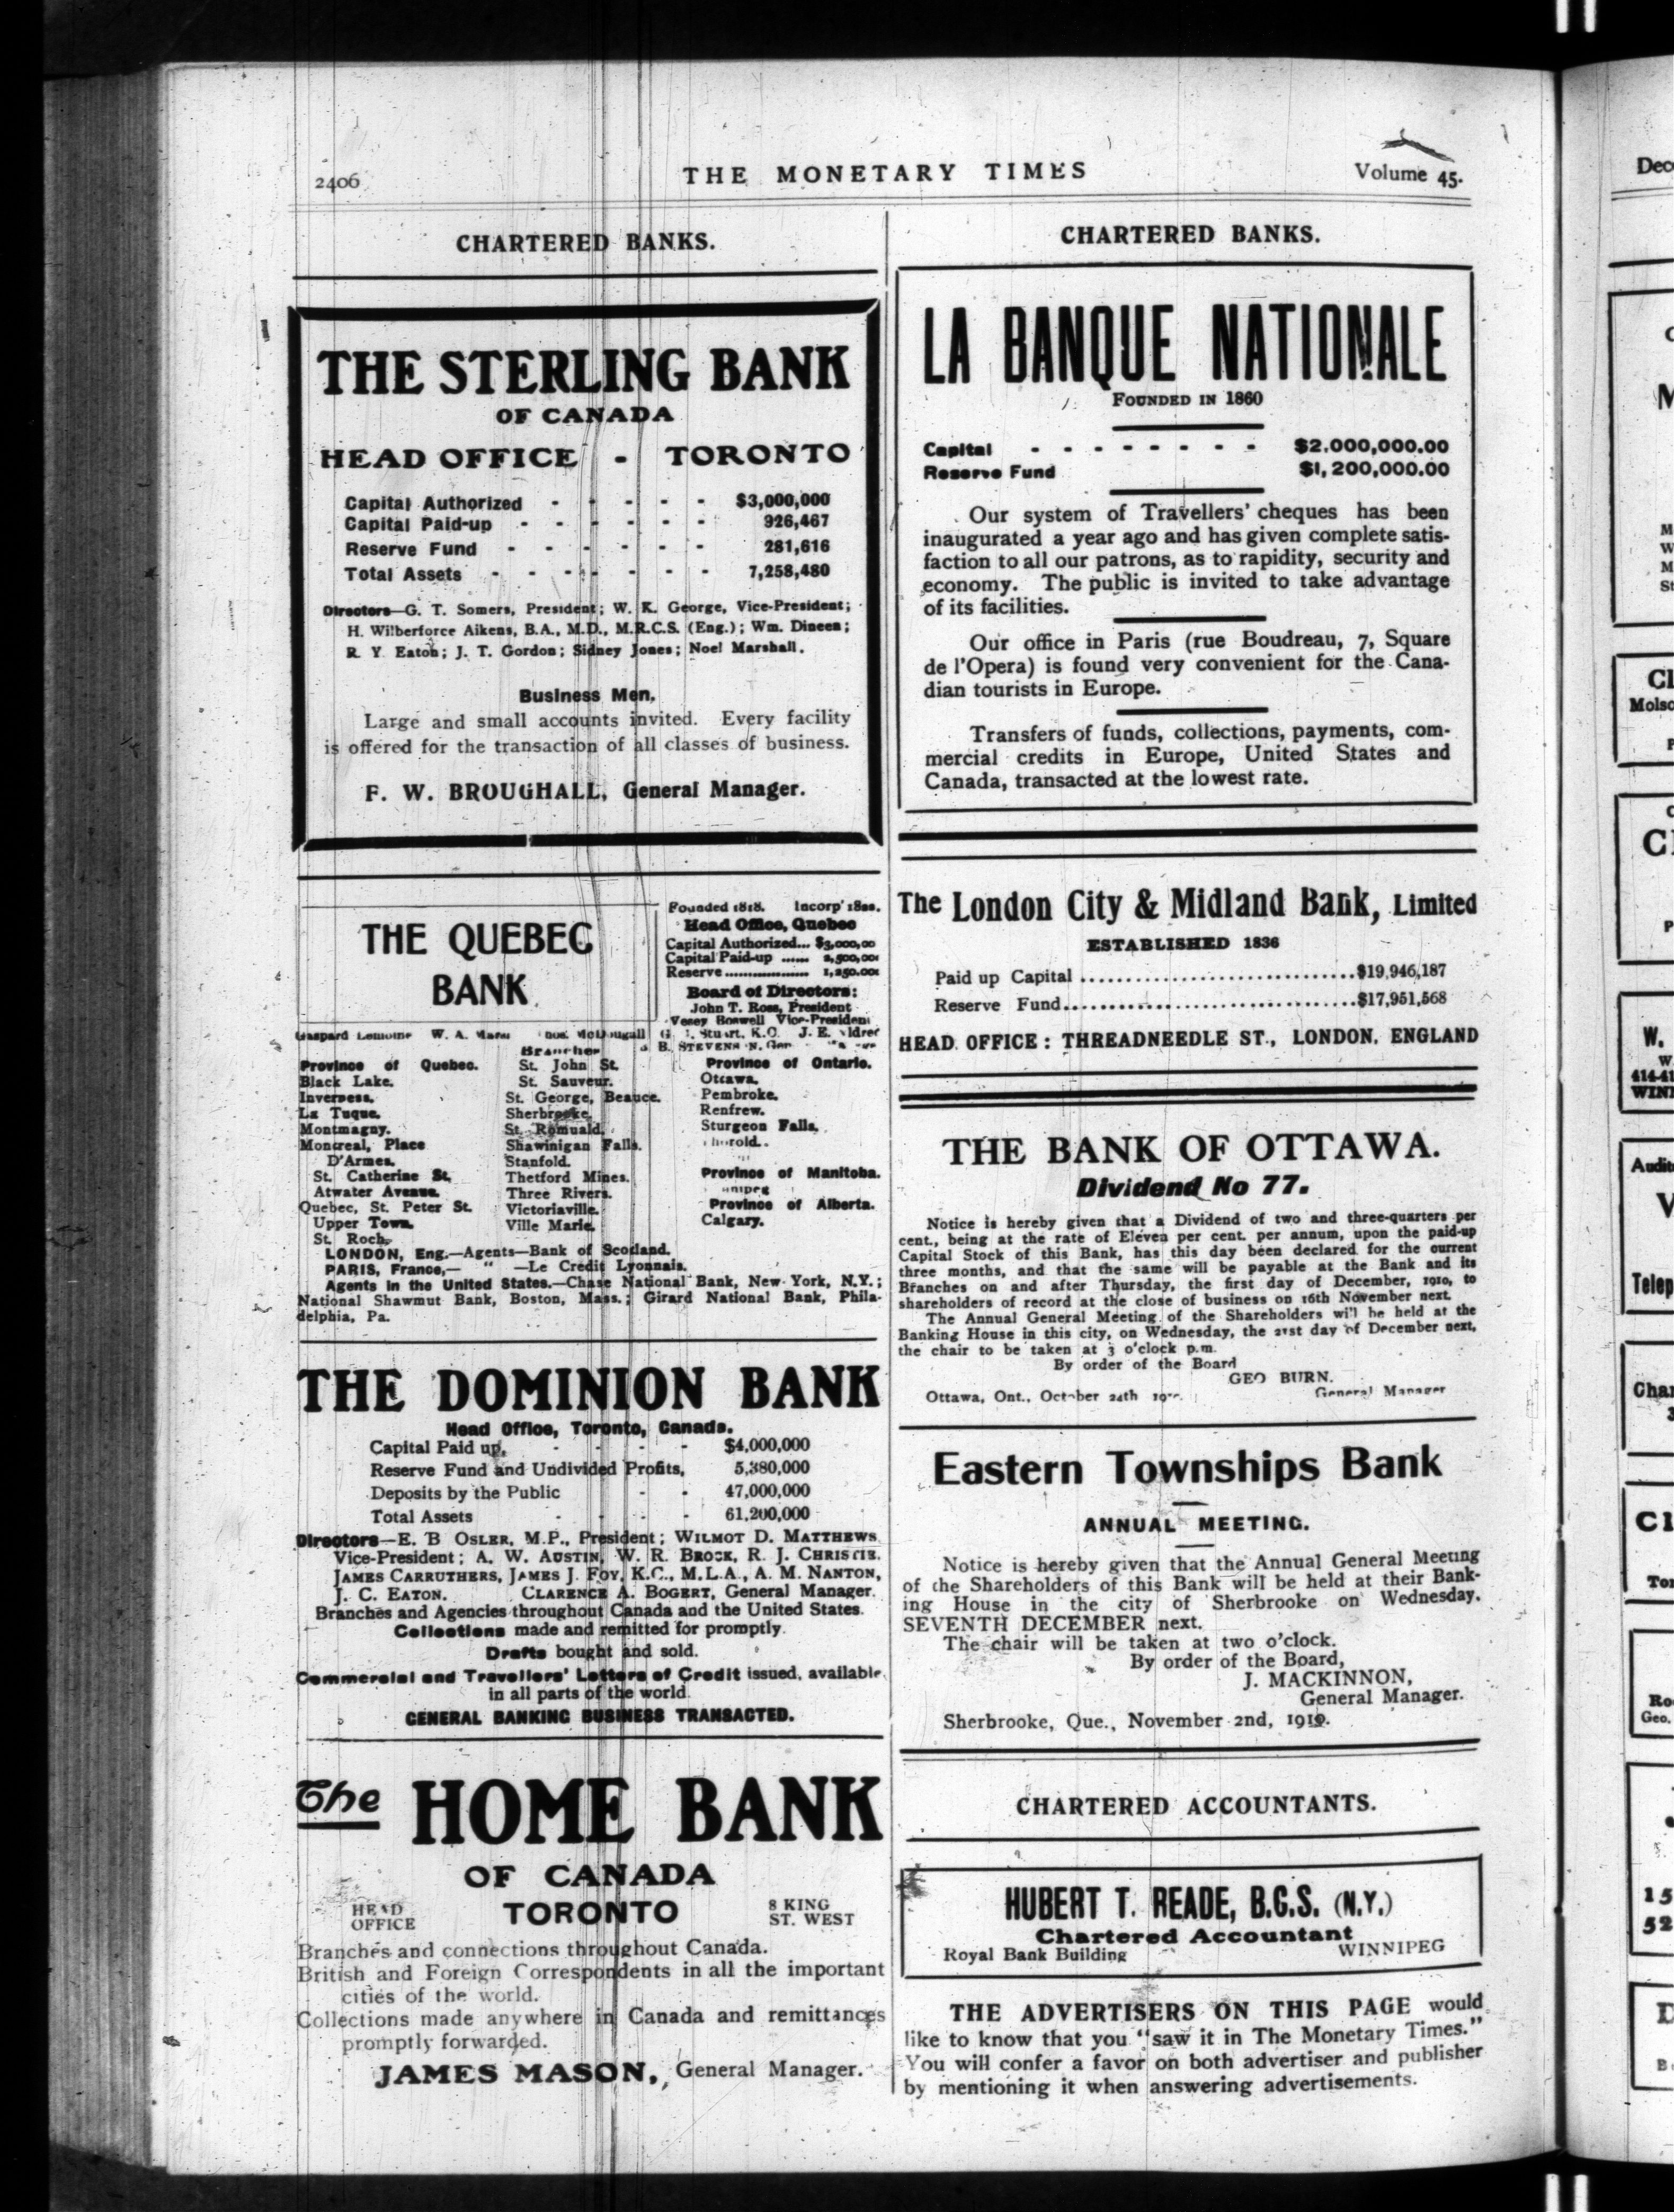 2406
THE MONETARY TIMES
Volume 45.
CHARTERED BANKS.
THE STERLING BANK
OF CANADA
HEAD OFFICE - TORONTO
Capital Authorized - - - - - $3,000,000
Capital Paid-up - - - - - - 926,467
Reserve Fund - - - - - - 281,616
Total Assets - - - - - - - 7,258,480
Directors—G. T. Somers, President; W. K. George, Vice-President;
H. Wilberforce Aikens, B.A., M.D., M.R.C.S. (Eng.); Wm. Dineen;
R. Y. Eaton; J. T. Gordon; Sidney Jones; Noel Marshall.
Business Men,
Large and small accounts invited. Every facility
is offered for the transaction of all classes of business.
F. W. BROUGHALL, General Manager.
THE QUEBEC
BANK
Founded 1818. Incorp'
Head Office, Quebec
Capital Authorized... $3,000,00
Capital Paid-up ......
Reserve..................
Board of Directors:
John T. Ross, President
Vesey Boswell Vice-President
Gaspard Lemoine W. A. Marsh McDougall Stuart, K.C. J. E.
B. STEVENSON,
Branches
Province of Quebec.
Black Lake.
Inverness.
La Tuque.
Montmagny.
Montreal, Place
D'Armes.
St. Catherine St.
Atwater Avenue.
Quebec, St. Peter St.
Upper Town.
St. Roch.
St. John St.
St. Sauveur.
St. George, Beauce.
Sherbrooke.
St. Romuald.
Shawinigan Falls.
Stanfold.
Thetford Mines.
Three Rivers.
Victoriaville.
Ville Marie.
Province of Ontario.
Ottawa.
Pembroke.
Renfrew.
Sturgeon Falls.
Thorold.
Province of Manitoba.
Province of Alberta.
Calgary.
LONDON, Eng.—Agents—Bank of Scotland.
PARIS, France,— " —Le Credit Lyonnais.
Agents in the United States.—Chase National Bank, New York, N.Y.;
National Shawmut Bank, Boston, Mass.; Girard National Bank, Phila-
delphia, Pa.
THE DOMINION BANK
Head Office, Toronto, Canada.
Capital Paid up, - - - - $4,000,000
Reserve Fund and Undivided Profits, 5,380,000
Deposits by the Public - - 47,000,000
Total Assets - - - - 61,200,000
Directors—E. B OSLER, M.P., President; WILMOT D. MATTHEWS
Vice-President; A. W. AUSTIN, W. R. BROCK, R. J. CHRISTIE.
JAMES CARRUTHERS, JAMES J. FOY, K.C., M.L.A., A. M. NANTON,
J. C. EATON. CLARENCE A. BOGERT, General Manager.
Branches and Agencies throughout Canada and the United States.
Collections made and remitted for promptly.
Drafts bought and sold.
Commercial and Travellers' Letters of Credit issued, available
in all parts of the world.
GENERAL BANKING BUSINESS TRANSACTED.
The HOME BANK
OF CANADA
HEAD
OFFICE
TORONTO
8 KING
ST. WEST
Branches and connections throughout Canada.
British and Foreign Correspondents in all the important
cities of the world.
Collections made anywhere in Canada and remittances
promptly forwarded.
JAMES MASON, General Manager.
CHARTERED BANKS.
LA BANQUE NATIONALE
FOUNDED IN 1860
Capital - - - - - - - - $2,000,000.00
Reserve Fund $1,200,000.00
Our system of Travellers' cheques has been
inaugurated a year ago and has given complete satis-
faction to all our patrons, as to rapidity, security and
economy. The public is invited to take advantage
of its facilities.
Our office in Paris (rue Boudreau, 7, Square
de l'Opera) is found very convenient for the Cana-
dian tourists in Europe.
Transfers of funds, collections, payments, com-
mercial credits in Europe, United States and
Canada, transacted at the lowest rate.
The London City & Midland Bank, Limited
ESTABLISHED 1836
Paid up Capital ................................$19,946,187
Reserve Fund..................................$17,951,568
HEAD OFFICE: THREADNEEDLE ST., LONDON, ENGLAND
THE BANK OF OTTAWA.
Dividend No 77.
Notice is hereby given that a Dividend of two and three-quarters per
cent., being at the rate of Eleven per cent. per annum, upon the paid-up
Capital Stock of this Bank, has this day been declared for the current
three months, and that the same will be payable at the Bank and its
Branches on and after Thursday, the first day of December, 1910, to
shareholders of record at the close of business on 16th November next.
The Annual General Meeting of the Shareholders will be held at the
Banking House in this city, on Wednesday, the 21st day of December next,
the chair to be taken at 3 o'clock p.m.
By order of the Board
GEO BURN.
General Manager
Ottawa, Ont., October 24th
Eastern Townships Bank
ANNUAL MEETING.
Notice is hereby given that the Annual General Meeting
of the Shareholders of this Bank will be held at their Bank-
ing House in the city of Sherbrooke on Wednesday.
SEVENTH DECEMBER next.
The chair will be taken at two o'clock.
By order of the Board,
J. MACKINNON,
General Manager.
Sherbrooke, Que., November 2nd, 1910.
CHARTERED ACCOUNTANTS.
HUBERT T. READE, B.C.S. (N.Y.)
Chartered Accountant
Royal Bank Building WINNIPEG
THE ADVERTISERS ON THIS PAGE would
like to know that you "saw it in The Monetary Times."
You will confer a favor on both advertiser and publisher
by mentioning it when answering advertisements.